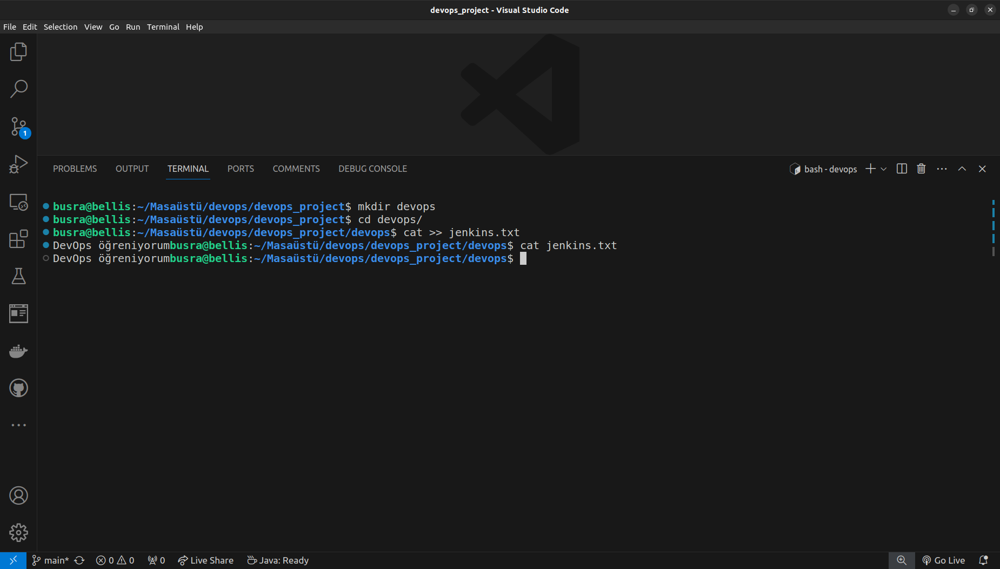 devops_project - Visual Studio Code
File Edit Selection View Go Run Terminal Help
1
PROBLEMS OUTPUT TERMINAL PORTS COMMENTS DEBUG CONSOLE bash - devops
busra@bellis:~/Masaüstü/devops/devops_project$ mkdir devops
busra@bellis:~/Masaüstü/devops/devops_project$ cd devops/
busra@bellis:~/Masaüstü/devops/devops_project/devops$ cat >> jenkins.txt
DevOps öğreniyorumbusra@bellis:~/Masaüstü/devops/devops_project/devops$ cat jenkins.txt
DevOps öğreniyorumbusra@bellis:~/Masaüstü/devops/devops_project/devops$
main* 0 0 0 Live Share Java: Ready Go Live